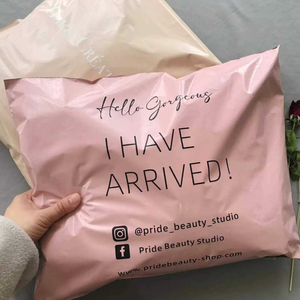 Hello Gorgeous
I HAVE
ARRIVED!
@pride_beauty_studio
Pride Beauty Studio
Www.pridebeauty-shop.com